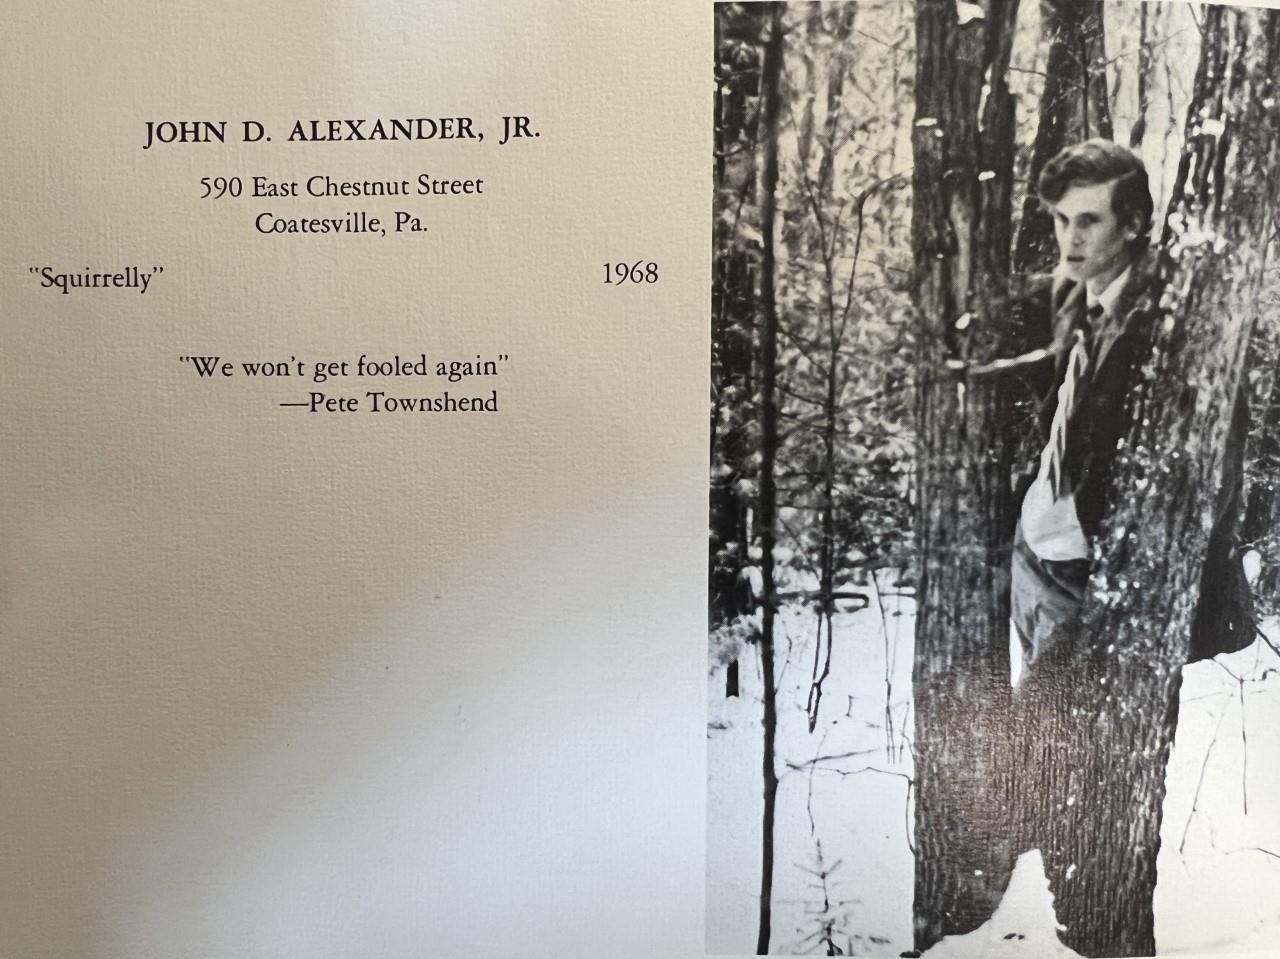 JOHN D. ALEXANDER, JR.
590 East Chestnut Street
Coatesville, Pa.
"Squirrelly" 1968
"We won't get fooled again"
—Pete Townshend